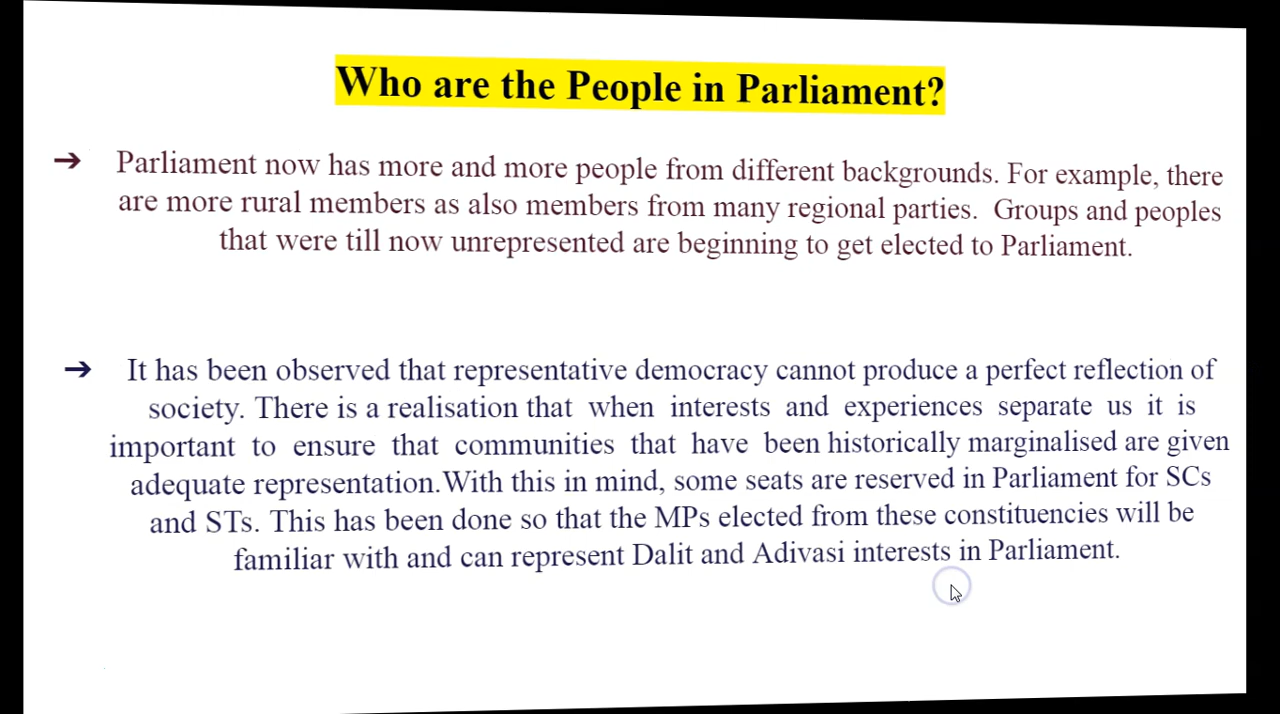 Who are the People in Parliament?
➔ Parliament now has more and more people from different backgrounds. For example, there
are more rural members as also members from many regional parties. Groups and peoples
that were till now unrepresented are beginning to get elected to Parliament.
➔ It has been observed that representative democracy cannot produce a perfect reflection of
society. There is a realisation that when interests and experiences separate us it is
important to ensure that communities that have been historically marginalised are given
adequate representation.With this in mind, some seats are reserved in Parliament for SCs
and STs. This has been done so that the MPs elected from these constituencies will be
familiar with and can represent Dalit and Adivasi interests in Parliament.